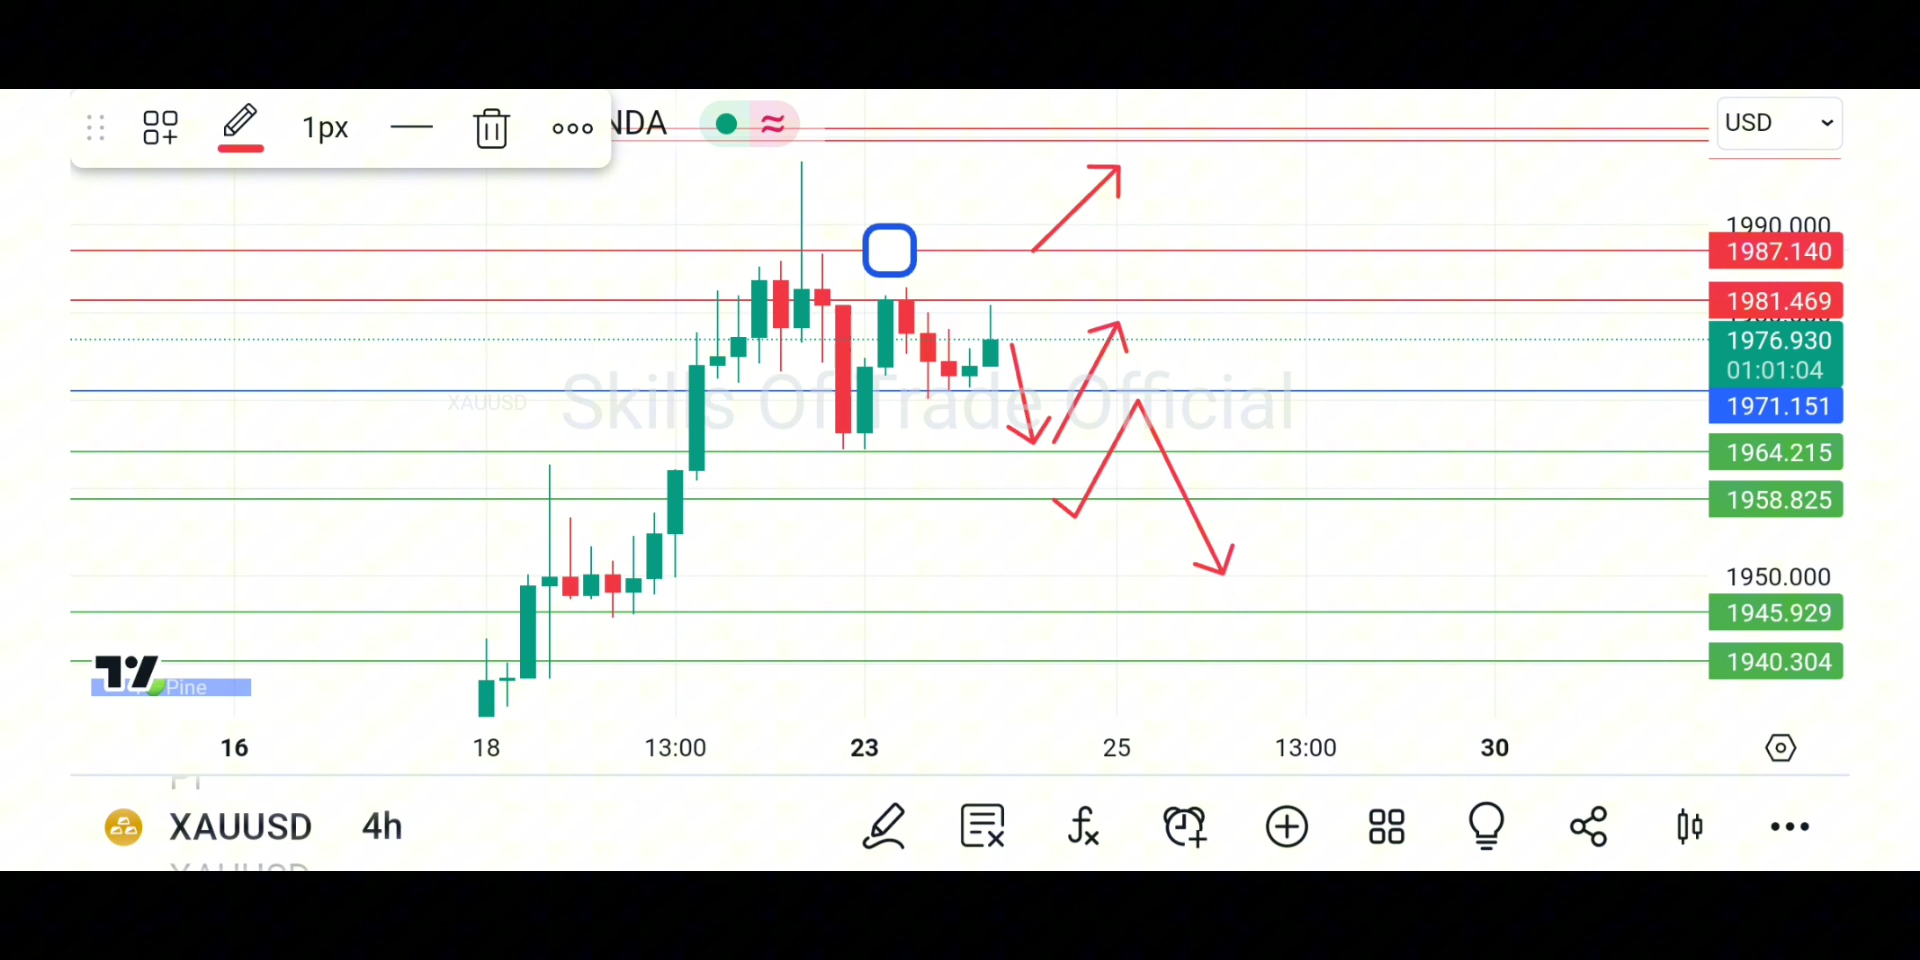 1px
NDA
USD
1990.000
1987.140
1981.469
1976.930
01:01:04
1971.151
XAUUSD
Skills Of Trade Official
1964.215
1958.825
1950.000
1945.929
1940.304
Pine
16 18 13:00 23 25 13:00 30
XAUUSD 4h